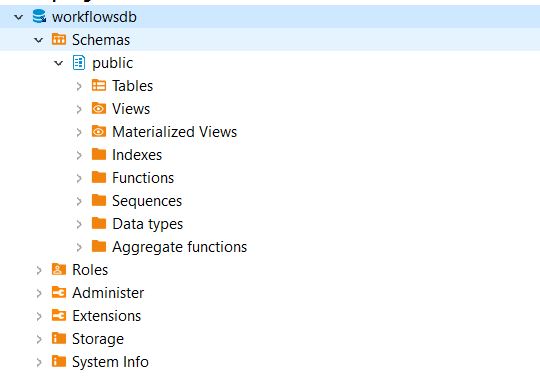 workflowsdb
Schemas
public
Tables
Views
Materialized Views
Indexes
Functions
Sequences
Data types
Aggregate functions
Roles
Administer
Extensions
Storage
System Info